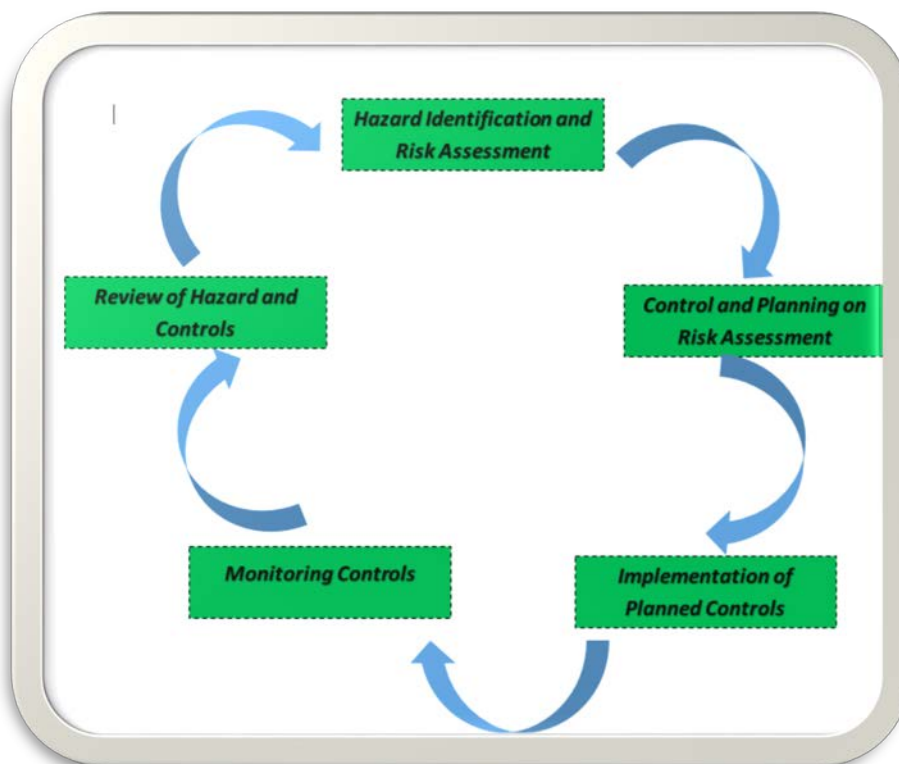 Hazard Identification and
Risk Assessment
Control and Planning on
Risk Assessment
Implementation of
Planned Controls
Monitoring Controls
Review of Hazard and
Controls